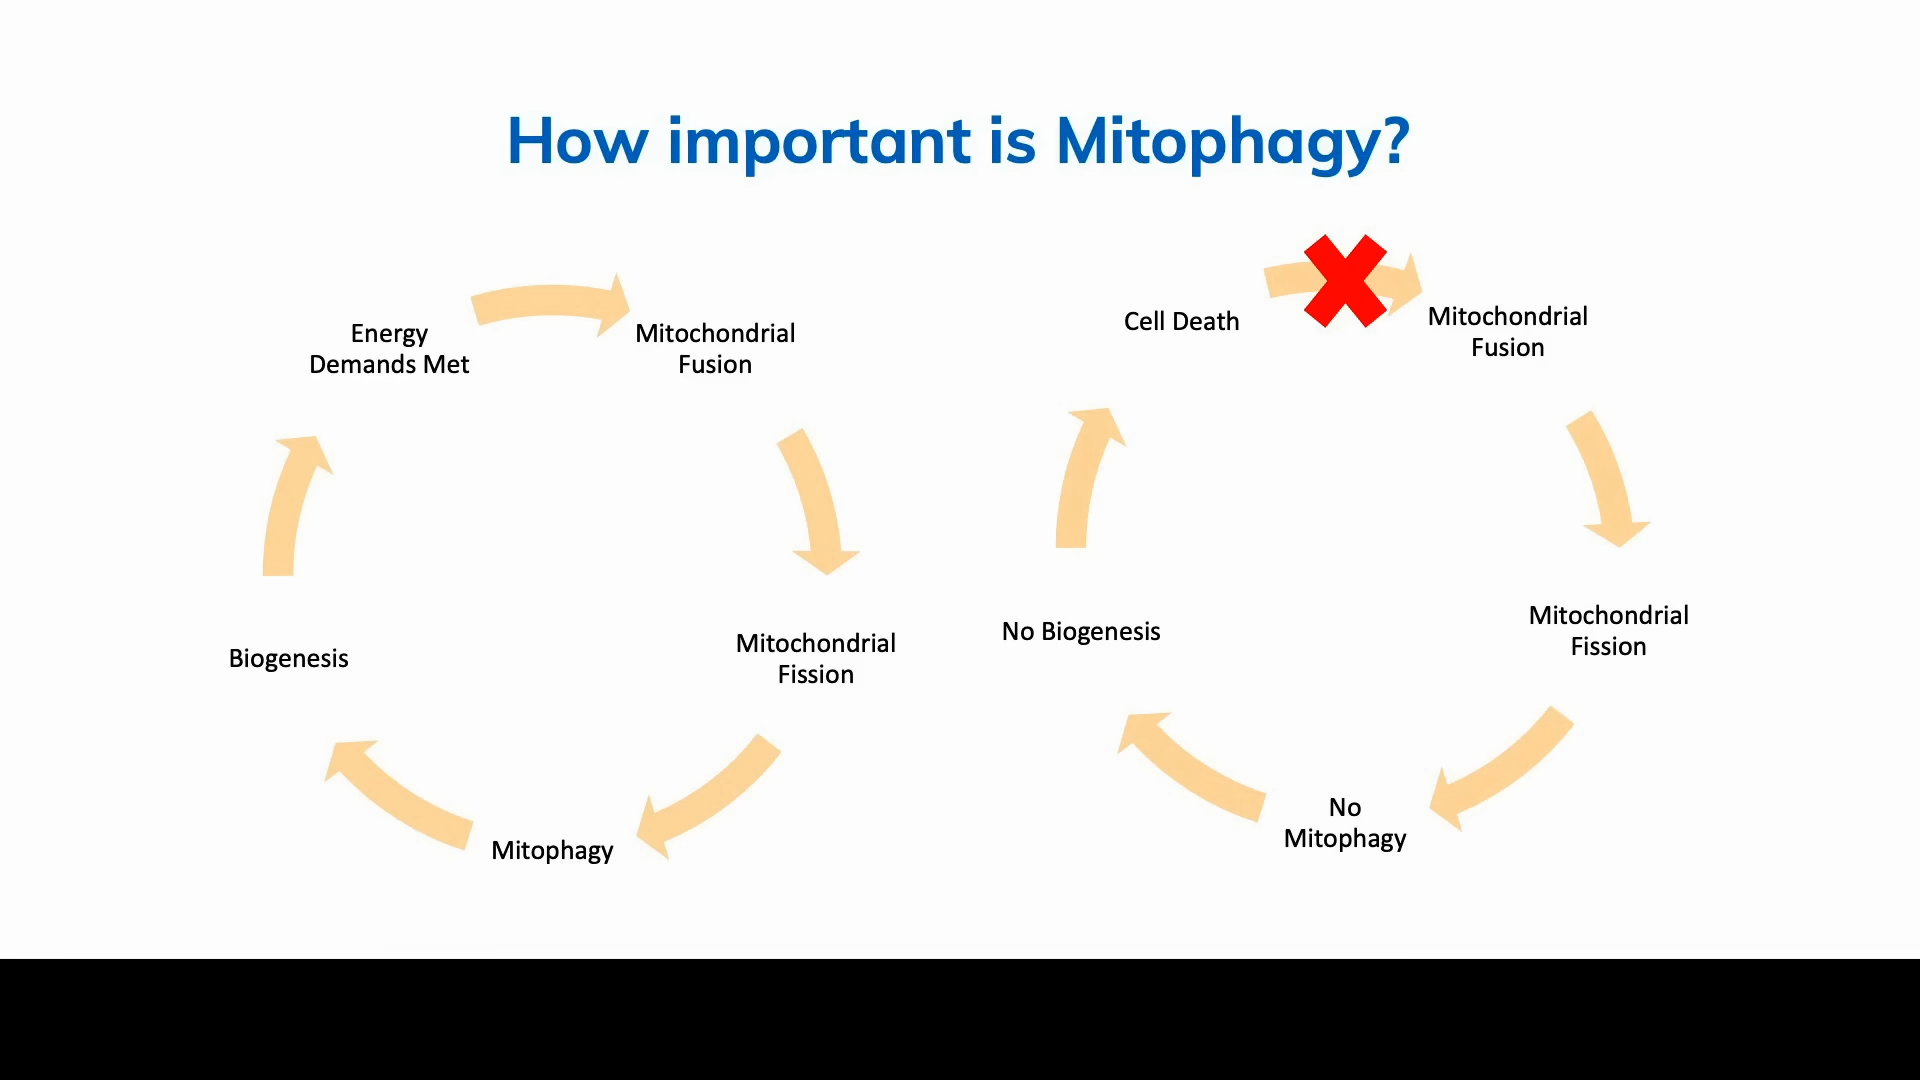 How important is Mitophagy?
Energy
Demands Met
Mitochondrial
Fusion
Mitochondrial
Fission
Mitophagy
Biogenesis
Cell Death
Mitochondrial
Fusion
Mitochondrial
Fission
No
Mitophagy
No Biogenesis